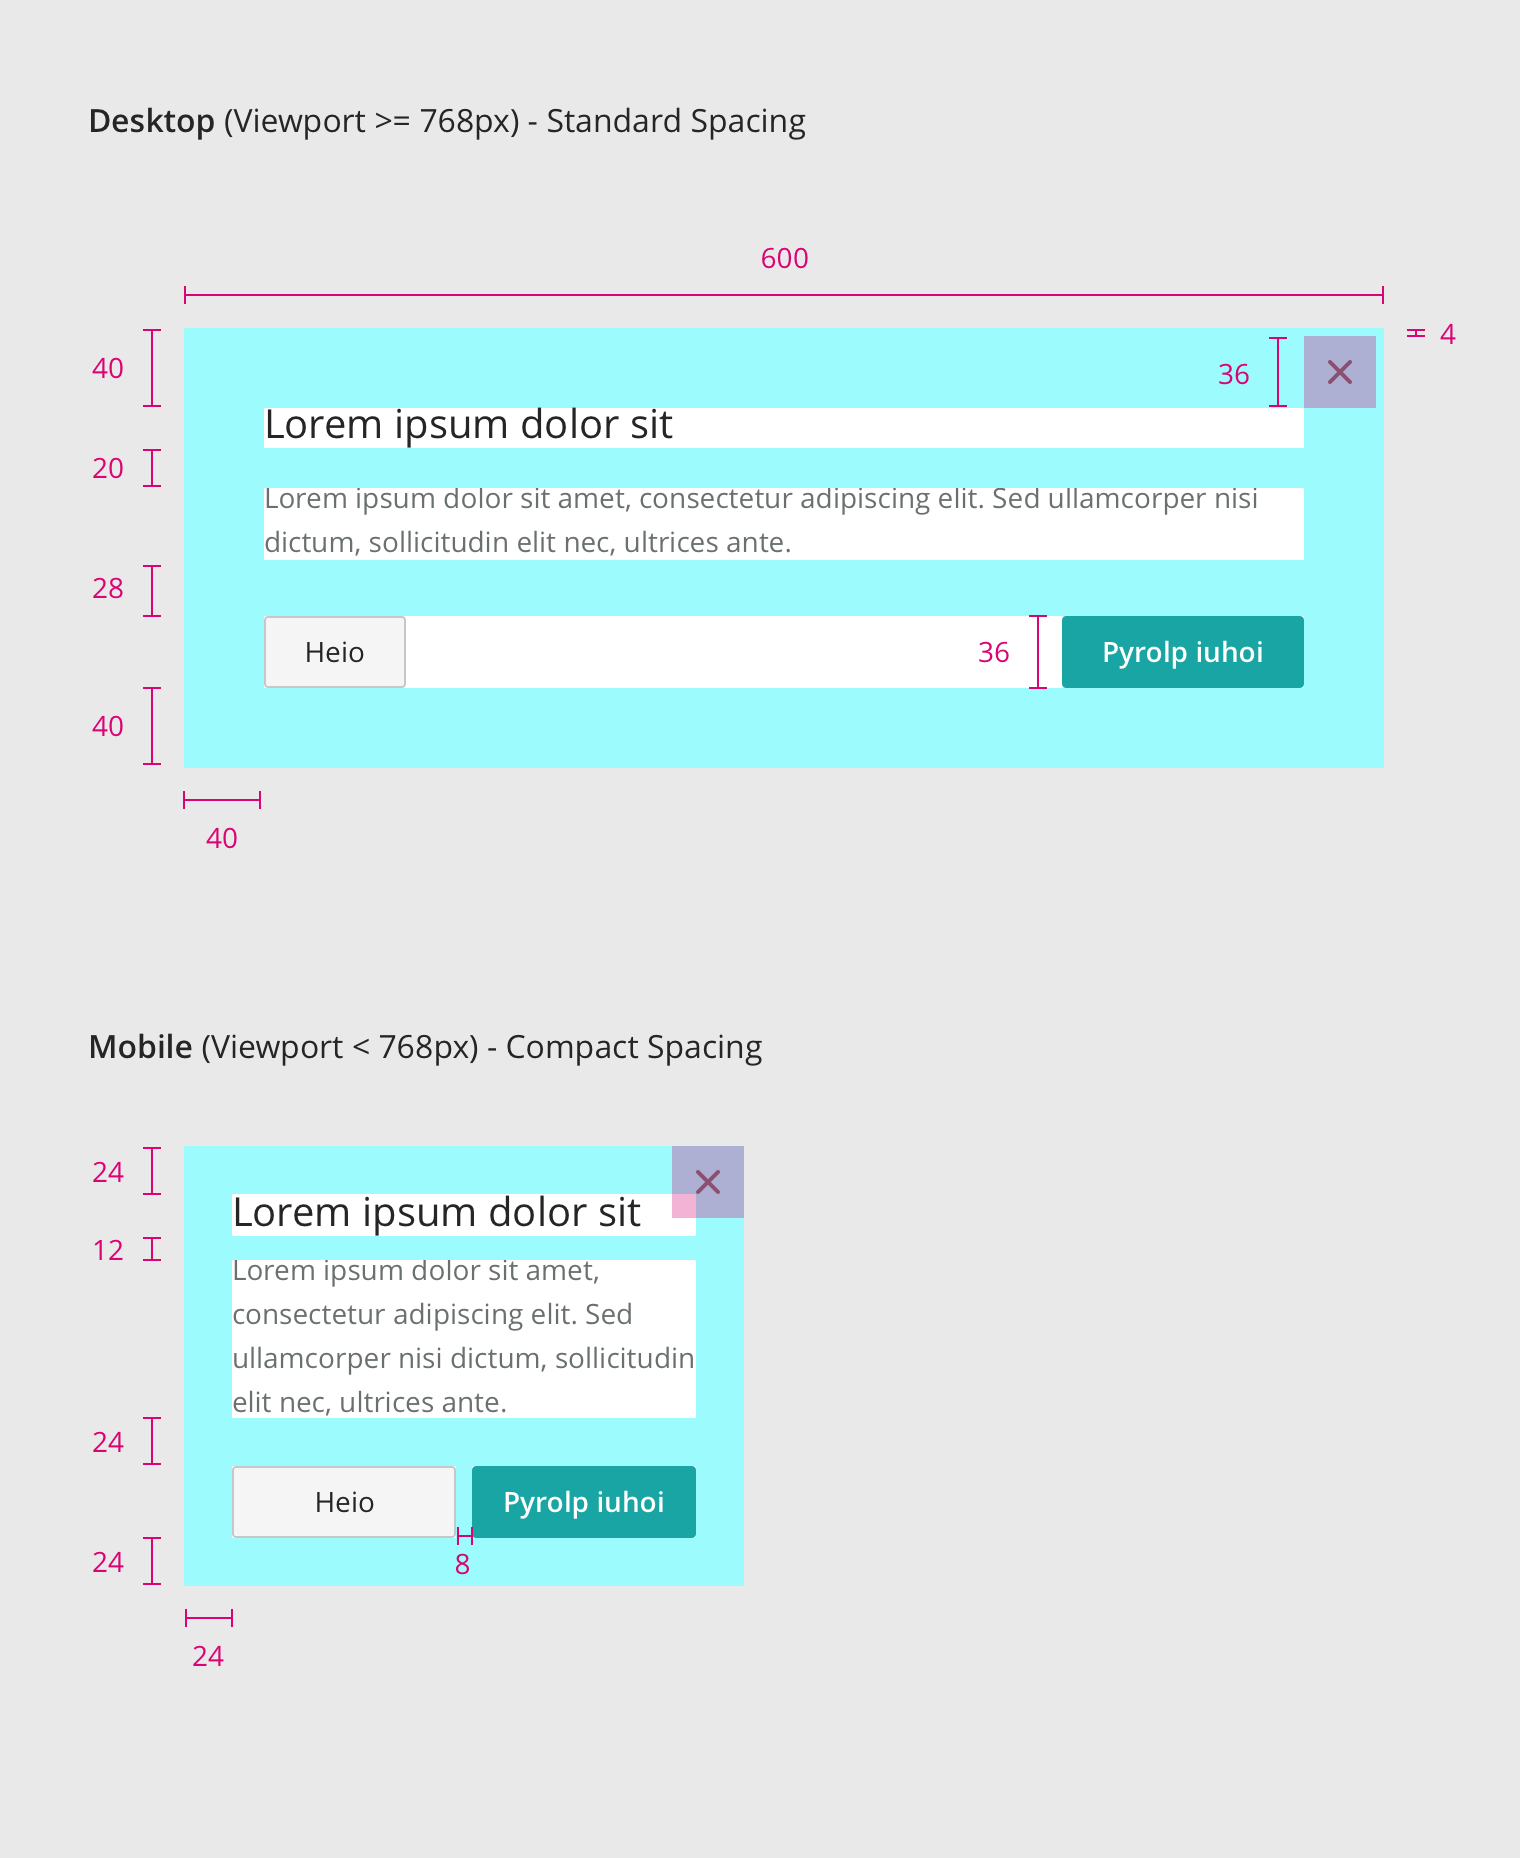 Desktop (Viewport >= 768px) - Standard Spacing
600
4
40
36
Lorem ipsum dolor sit
20
Lorem ipsum dolor sit amet, consectetur adipiscing elit. Sed ullamcorper nisi
dictum, sollicitudin elit nec, ultrices ante.
28
Heio
36
Pyrolp iuhoi
40
40
Mobile (Viewport < 768px) - Compact Spacing
24
Lorem ipsum dolor sit
12
Lorem ipsum dolor sit amet,
consectetur adipiscing elit. Sed
ullamcorper nisi dictum, sollicitudin
elit nec, ultrices ante.
24
Heio
Pyrolp iuhoi
24
8
24